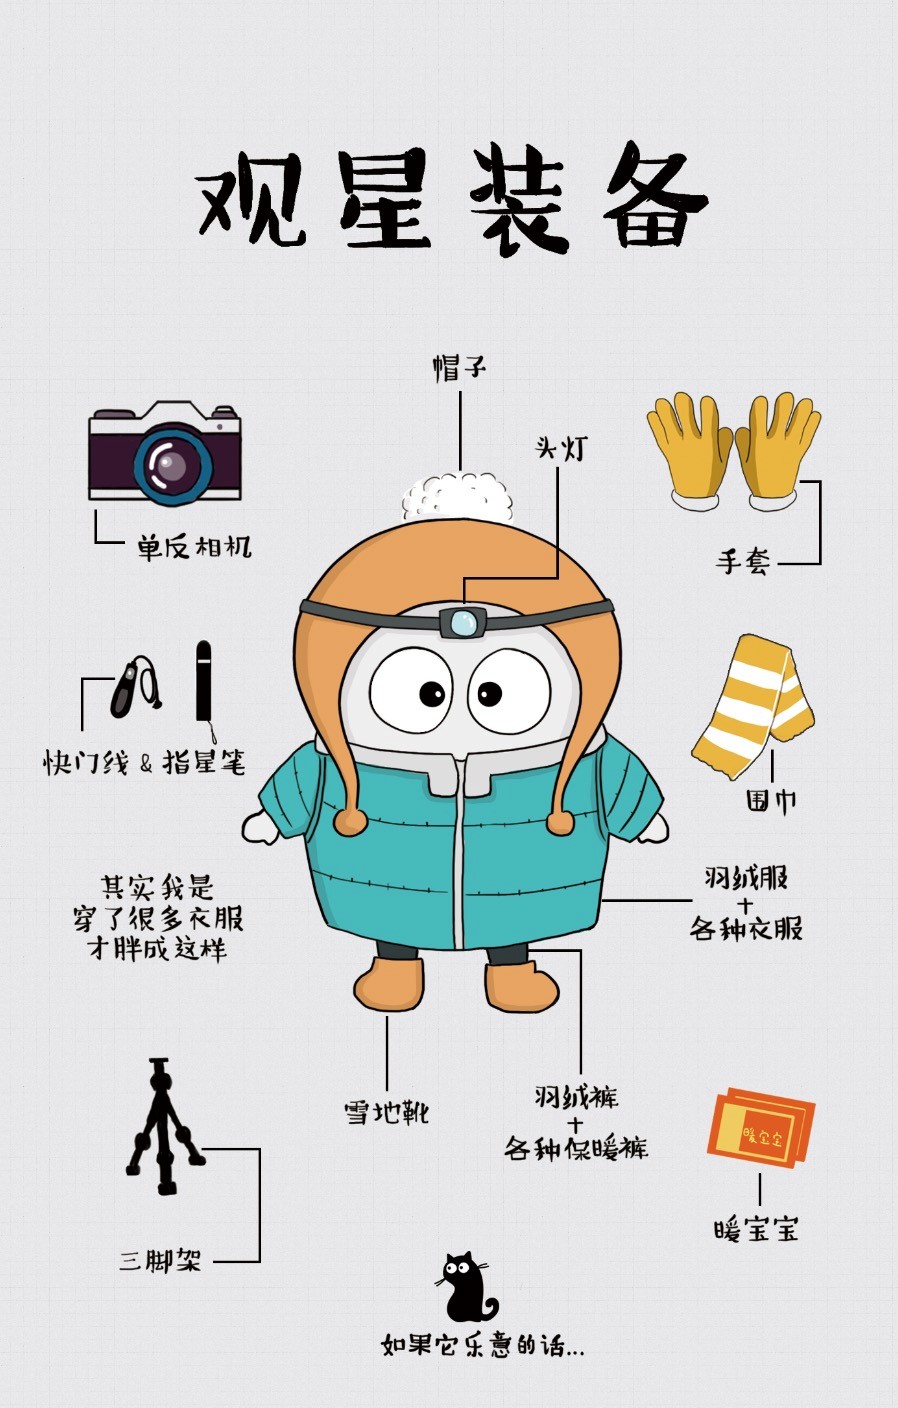 观星装备
帽子
头灯
单反相机
手套
快门线 & 指星笔
围巾
其实我是
穿了很多衣服
才胖成这样
羽绒服
+
各种衣服
雪地靴
羽绒裤
+
各种保暖裤
暖宝宝
暖宝宝
三脚架
如果它乐意的话...